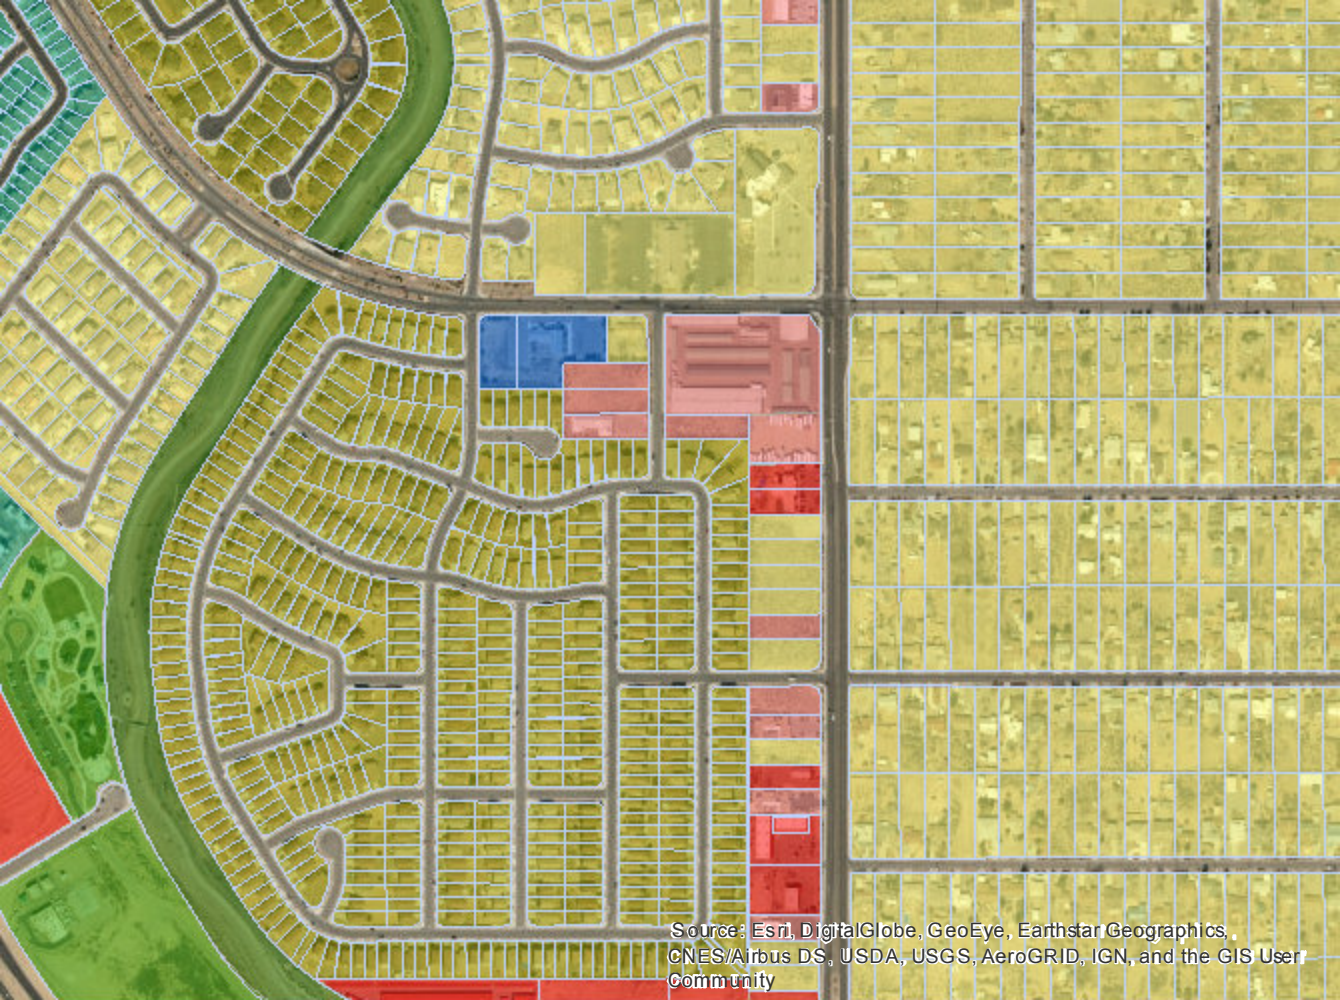 Source: Esri, DigitalGlobe, GeoEye, Earthstar Geographics,
CNES/Airbus DS, USDA, USGS, AeroGRID, IGN, and the GIS User
Community